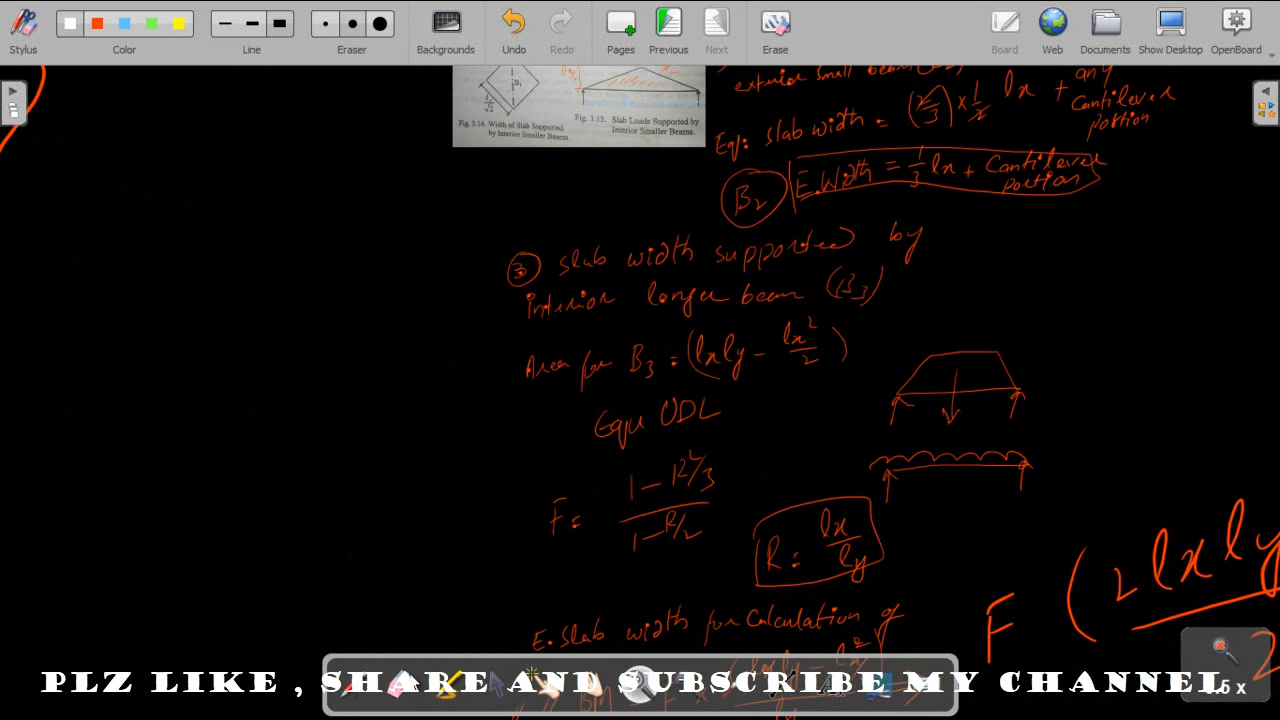 Stylus Color Line Eraser Backgrounds Undo Redo Pages Previous Next Erase Board Web Documents Show Desktop OpenBoard
exterior small beam
Fig. 3.14. Width of Slab Supported
by Interior Smaller Beams.
Fig. 3.15. Slab Loads Supported by
Interior Smaller Beams.
Eq: slab width = (2/3) × 1/2 lx + any
Cantilever
portion
B2 E.Width = 1/3 lx + Cantilever
portion
3 Slab width supported by
interior longer beam (B3)
Area for B3 = (lxly - lx²/2)
Equ UDL
F = 1 - R²/3
1 - R/2
R = lx/ly
F (2lxly
2
E. Slab width for Calculation of
PLZ LIKE , SHARE AND SUBSCRIBE MY CHANNEL